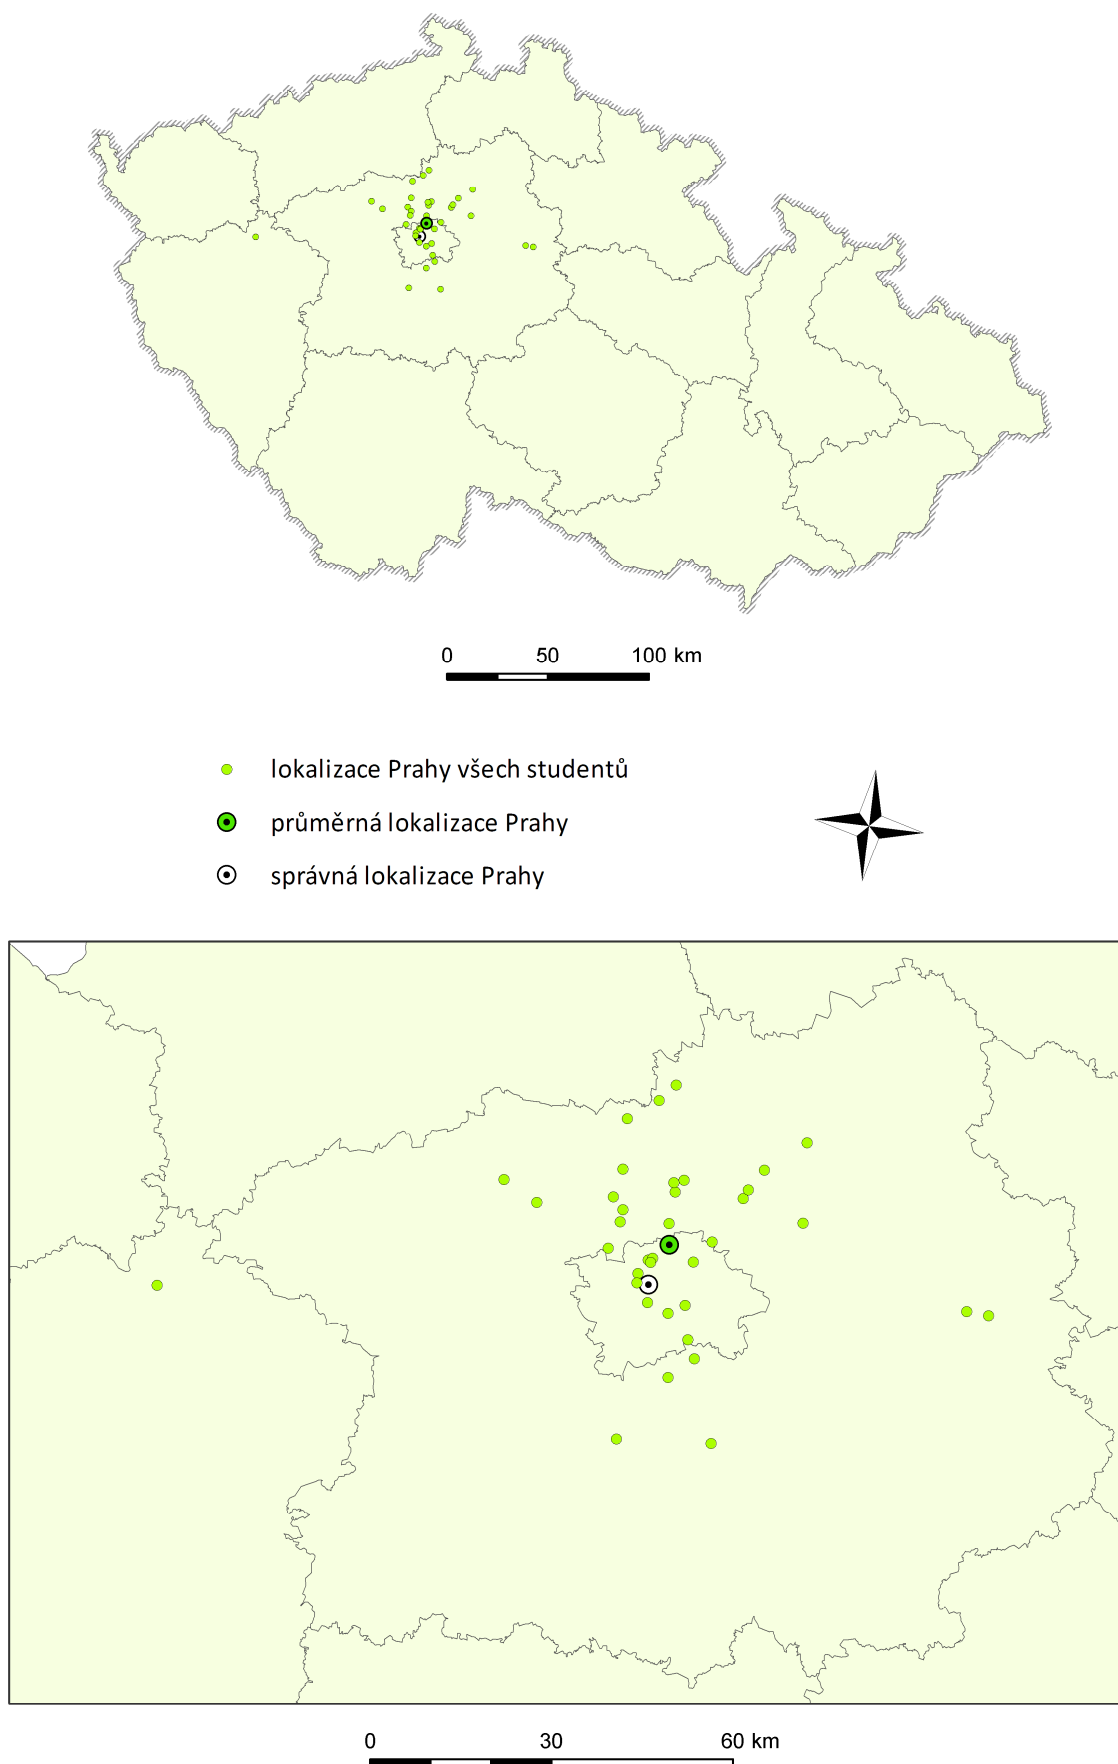 0 50 100 km
lokalizace Prahy všech studentů
průměrná lokalizace Prahy
správná lokalizace Prahy
0 30 60 km